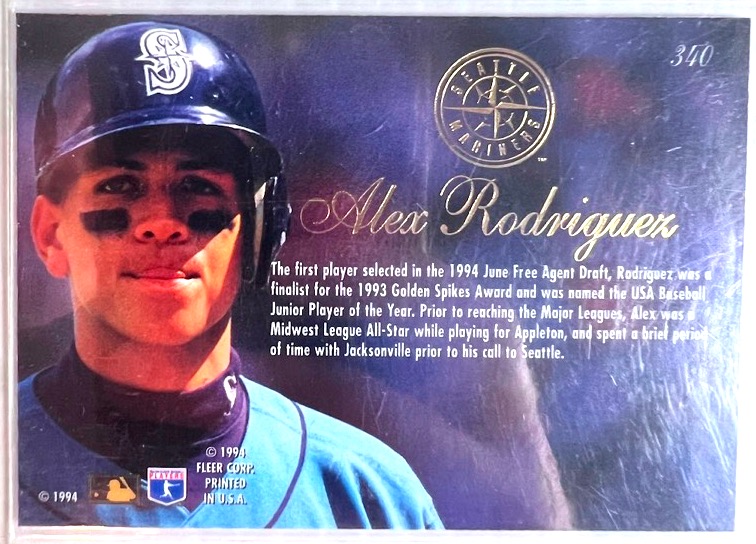 S
340
SEATTLE
MARINERS
™
Alex Rodriguez
The first player selected in the 1994 June Free Agent Draft, Rodriguez was a
finalist for the 1993 Golden Spikes Award and was named the USA Baseball
Junior Player of the Year. Prior to reaching the Major Leagues, Alex was a
Midwest League All-Star while playing for Appleton, and spent a brief period
of time with Jacksonville prior to his call to Seattle.
S
© 1994
PLAYERS
© 1994
FLEER CORP.
PRINTED
IN U.S.A.